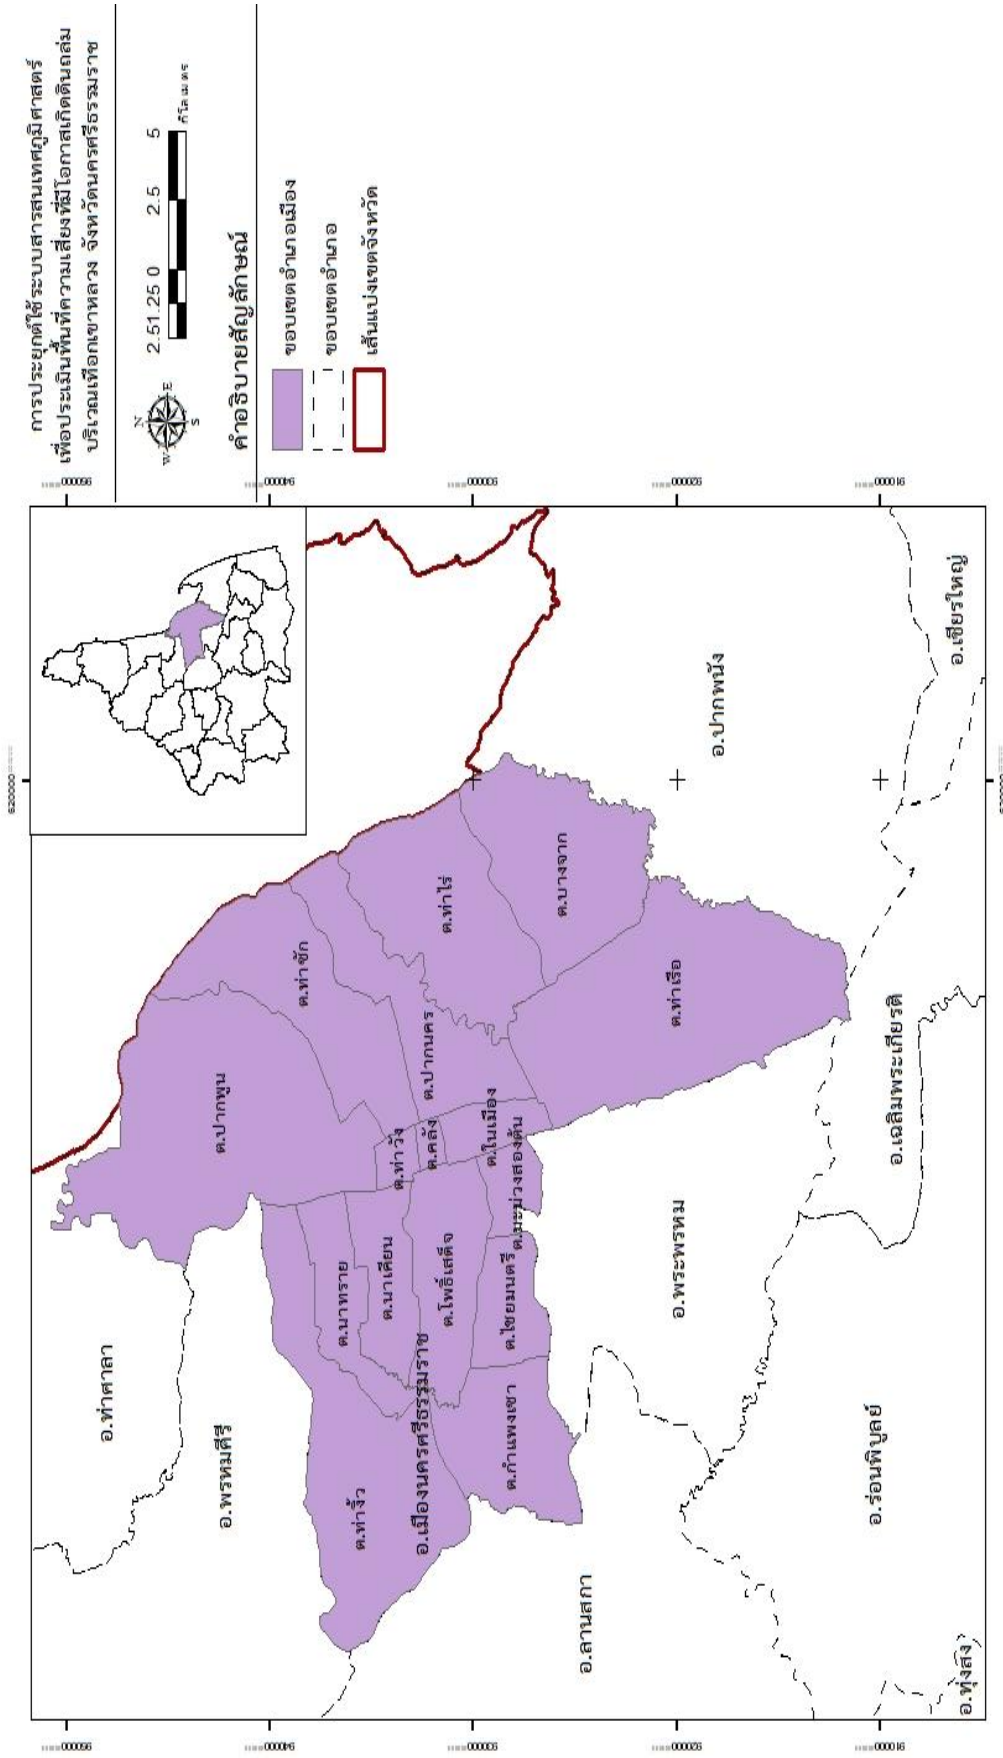 การประยุกต์ใช้ระบบสารสนเทศภูมิศาสตร์
เพื่อประเมินพื้นที่ความเสี่ยงที่มีโอกาสเกิดดินถล่ม
บริเวณเทือกเขาหลวง จังหวัดนครศรีธรรมราช
N
W E
S
2.51.25 0 2.5 5
กิโลเมตร
คำอธิบายสัญลักษณ์
ขอบเขตอำเภอเมือง
ขอบเขตอำเภอ
เส้นแบ่งเขตจังหวัด
อ.ท่าศาลา
อ.พรหมคีรี
ต.ปากพูน
ต.ท่าซัก
ต.นาทราย
ต.ท่างิ้ว
ต.นาเคียน
ต.ท่าวัง
อ.เมืองนครศรีธรรมราช
ต.คลัง
ต.ปากนคร
ต.ท่าไร่
ต.โพธิ์เสด็จ
ต.ในเมือง
ต.กำแพงเซา
ต.ไชยมนตรี
ต.มะม่วงสองต้น
ต.บางจาก
อ.ลานสกา
อ.พระพรหม
ต.ท่าเรือ
อ.ปากพนัง
อ.ร่อนพิบูลย์
อ.เฉลิมพระเกียรติ
อ.เชียรใหญ่
อ.ทุ่งสง
6200000